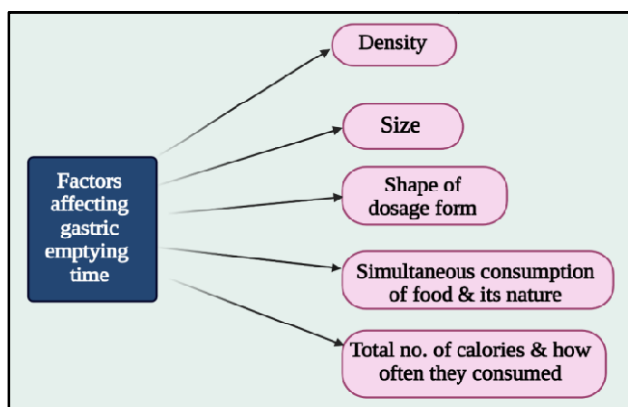 Density
Size
Factors
affecting
gastric
emptying
time
Shape of
dosage form
Simultaneous consumption
of food & its nature
Total no. of calories & how
often they consumed